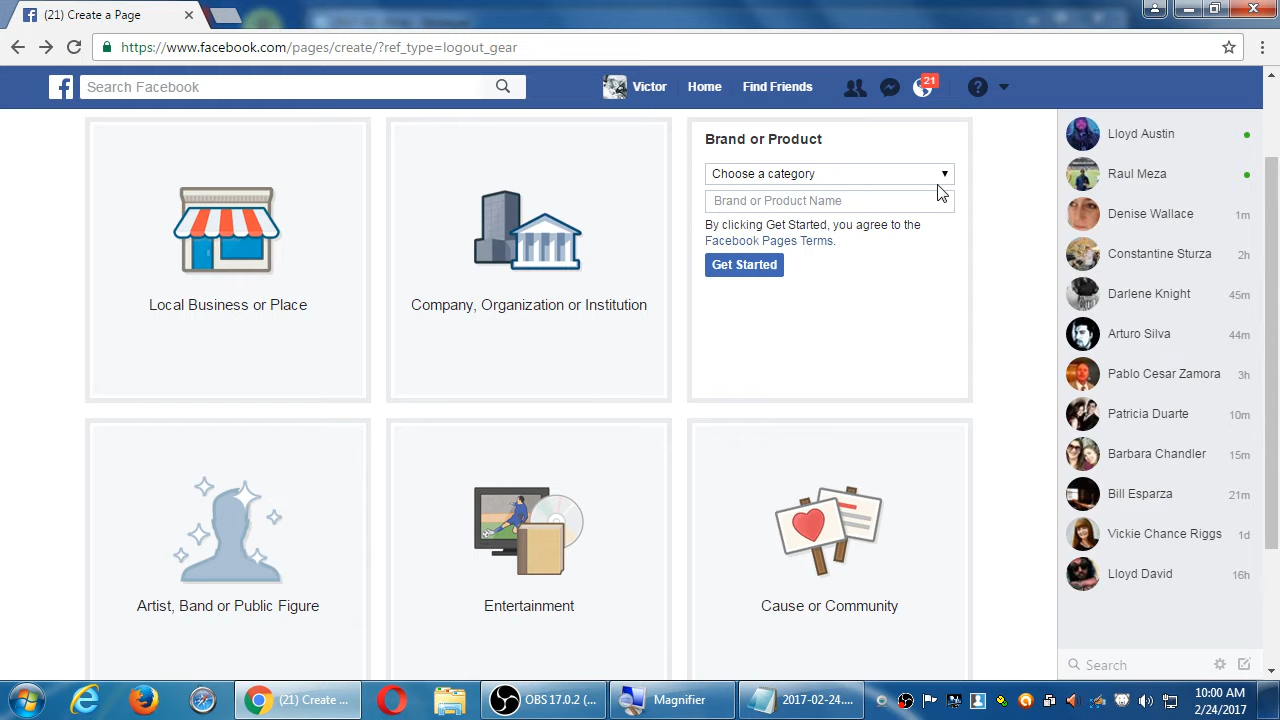 (21) Create a Page
https://www.facebook.com/pages/create/?ref_type=logout_gear
Search Facebook
Victor
Home
Find Friends
21
Local Business or Place
Company, Organization or Institution
Brand or Product
Choose a category
Brand or Product Name
By clicking Get Started, you agree to the
Facebook Pages Terms.
Get Started
Artist, Band or Public Figure
Entertainment
Cause or Community
Lloyd Austin
Raul Meza
Denise Wallace 1m
Constantine Sturza 2h
Darlene Knight 45m
Arturo Silva 44m
Pablo Cesar Zamora 3h
Patricia Duarte 10m
Barbara Chandler 15m
Bill Esparza 21m
Vickie Chance Riggs 1d
Lloyd David 16h
Search
(21) Create ...
OBS 17.0.2 (...
Magnifier
2017-02-24....
10:00 AM
2/24/2017